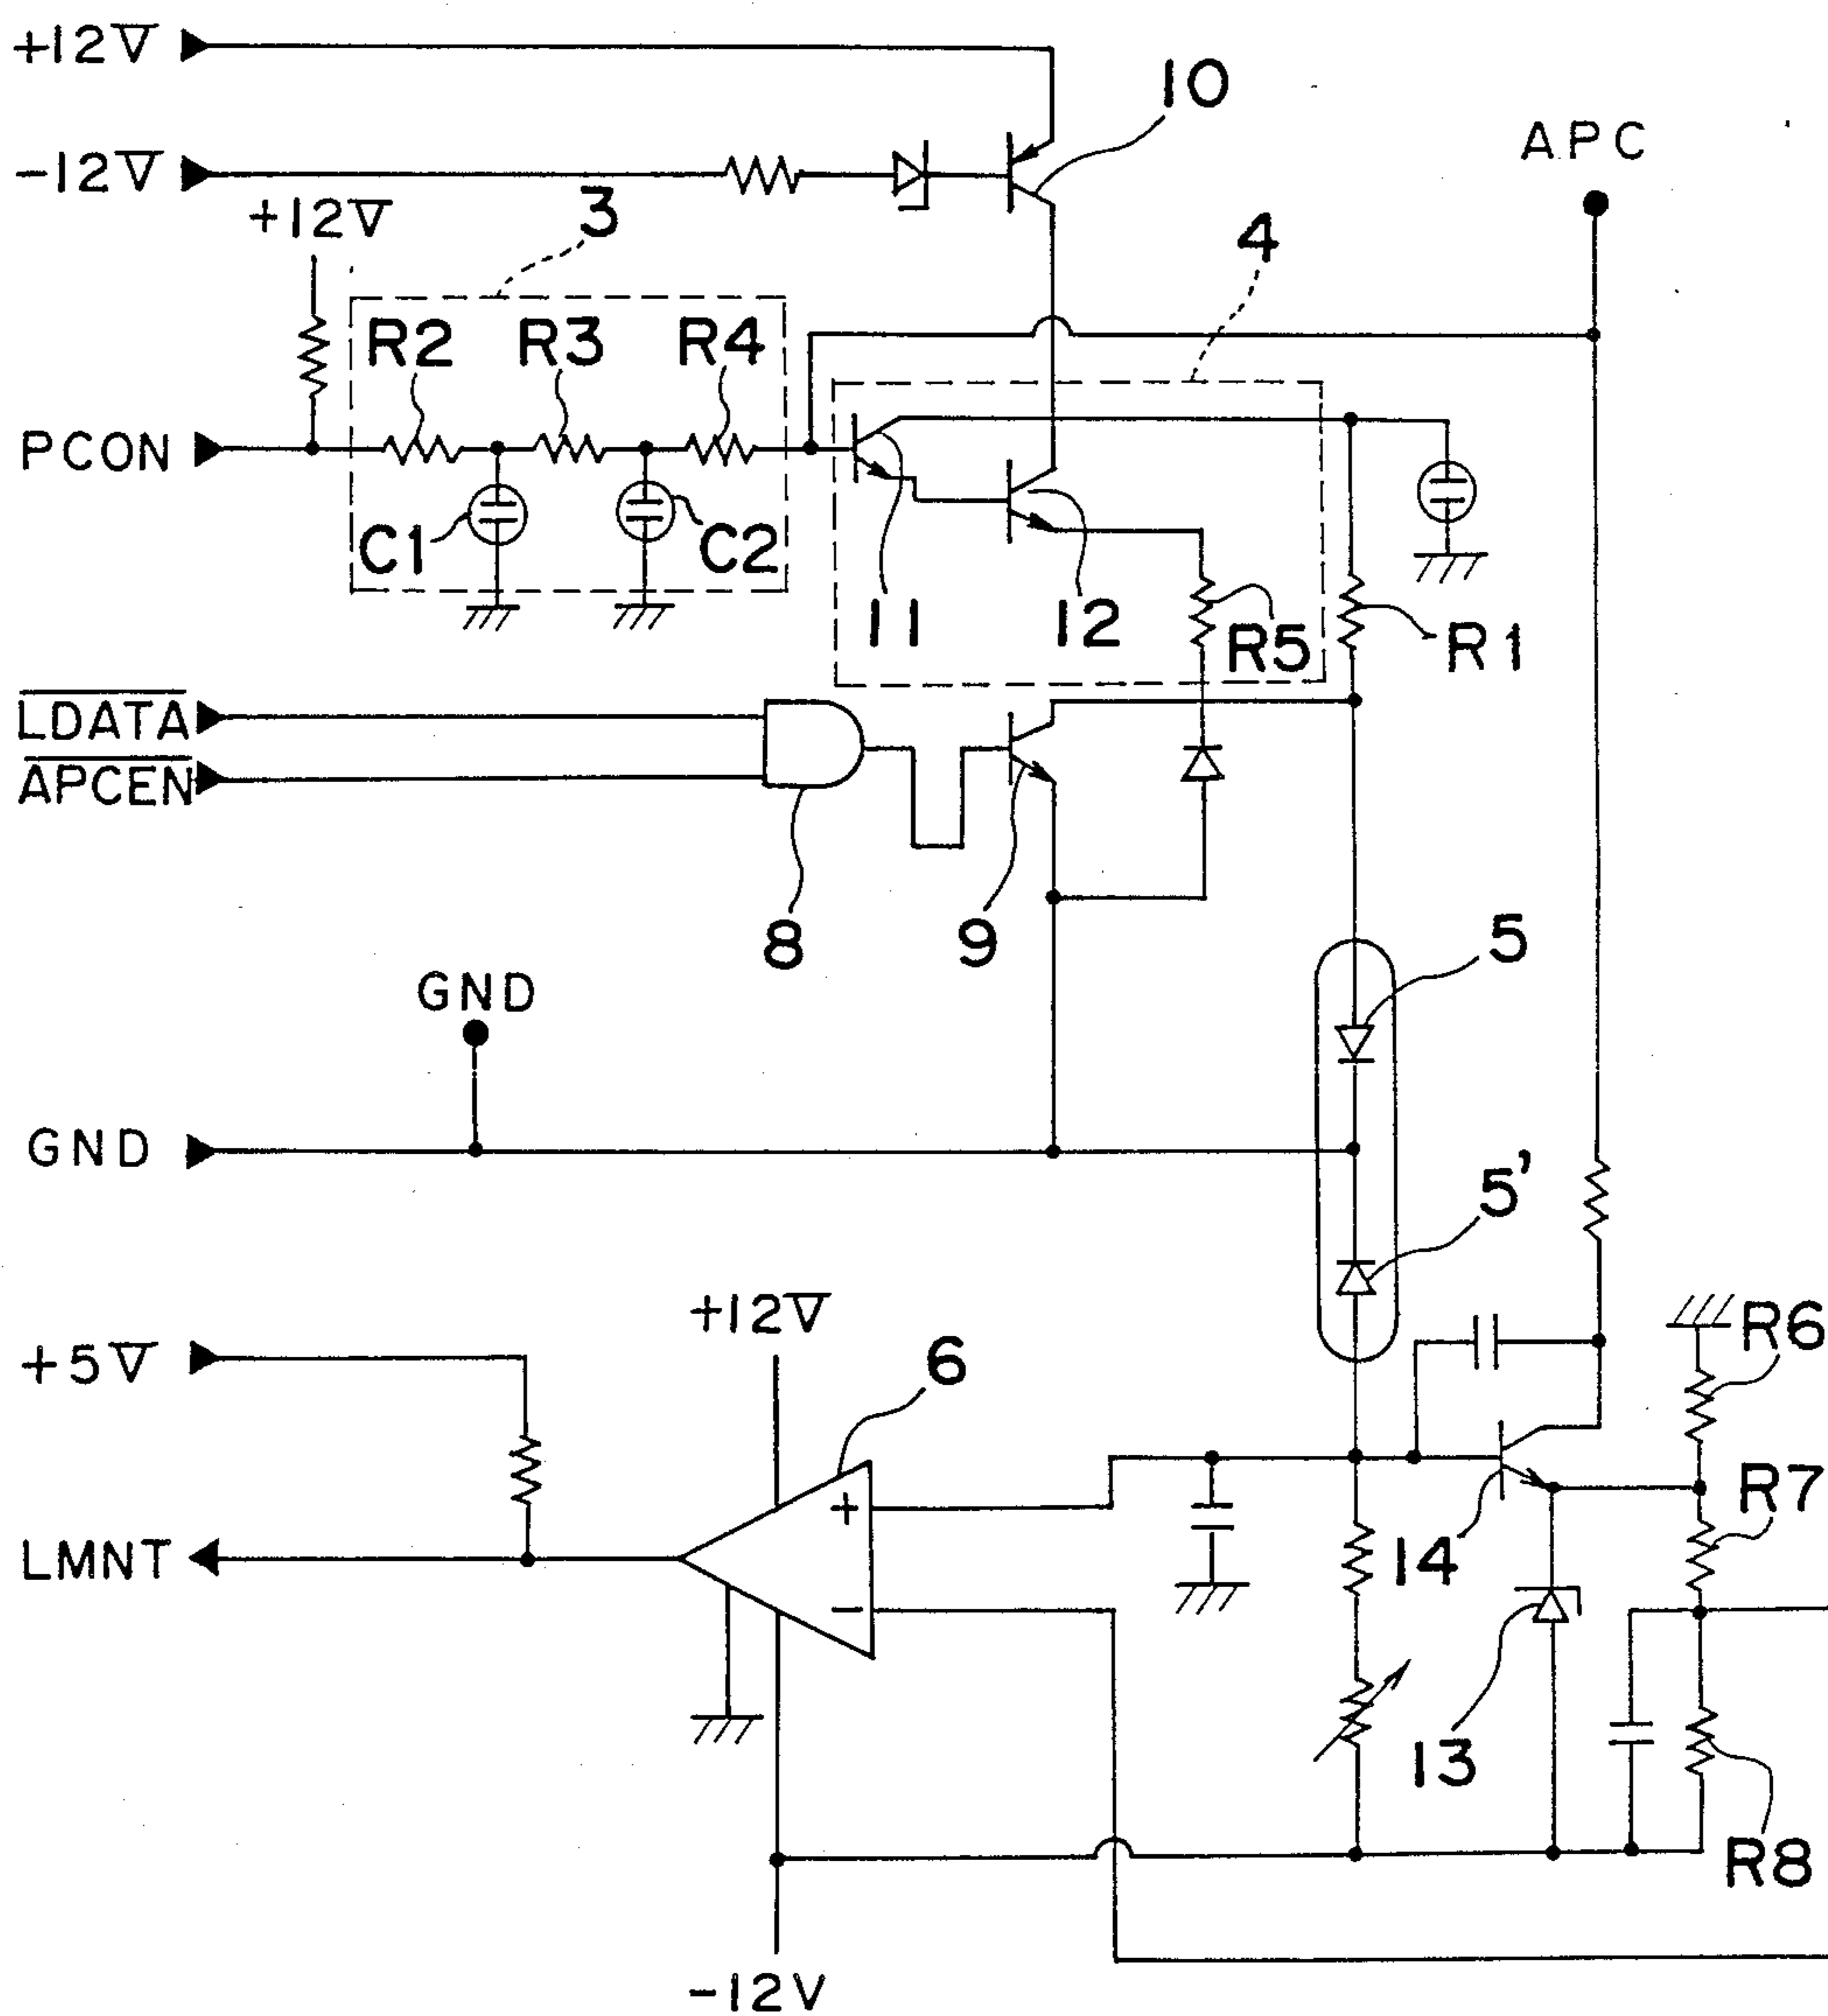 +12V
10
APC
-12V
3
+12V
4
R2
R3
R4
PCON
C1
C2
11
12
R5
R1
LDATA
APCEN
8
9
5
GND
GND
5'
+12V
R6
+5V
6
R7
+
LMNT
14
-
13
R8
-12V